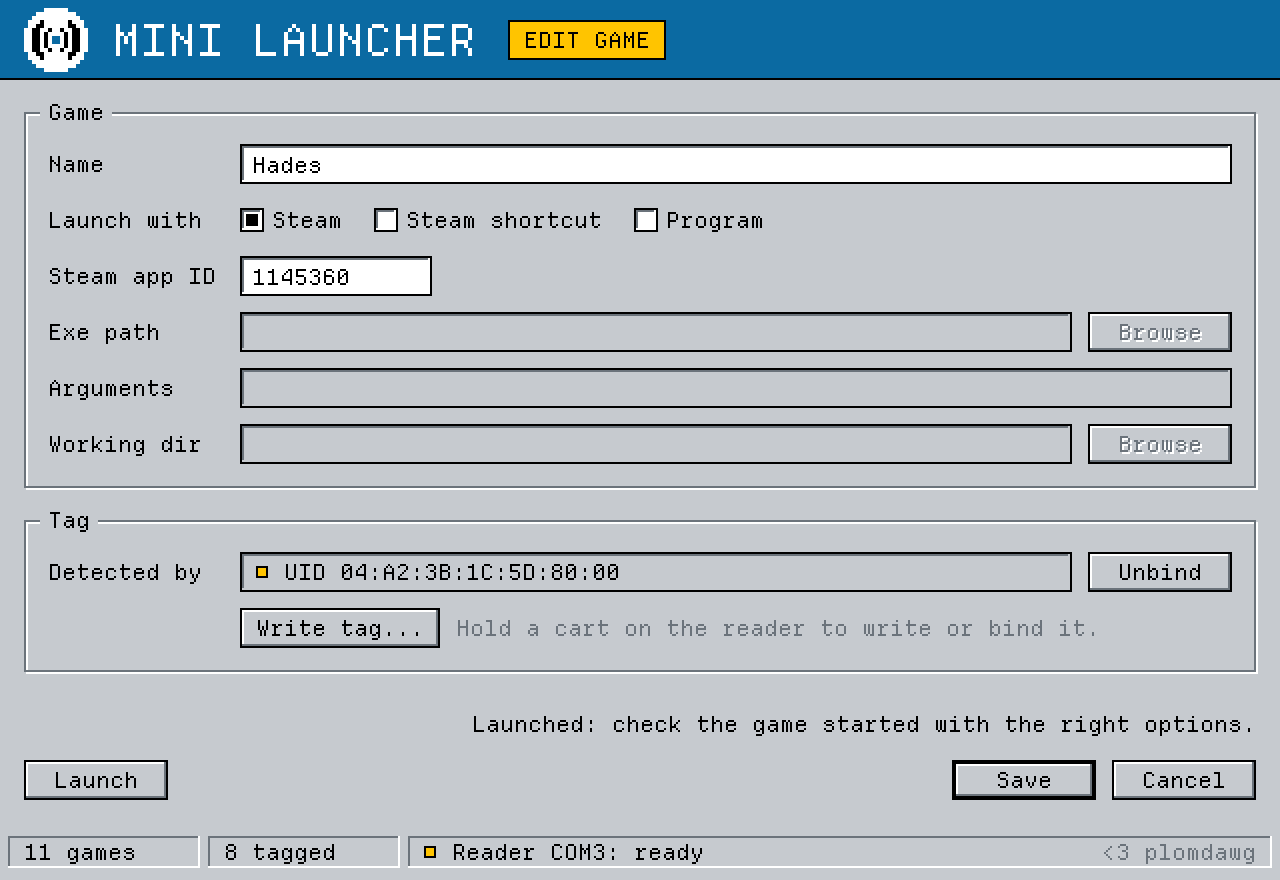 MINI LAUNCHER EDIT GAME
Game
Name Hades
Launch with Steam Steam shortcut Program
Steam app ID 1145360
Exe path Browse
Arguments
Working dir Browse
Tag
Detected by UID 04:A2:3B:1C:5D:80:00 Unbind
Write tag... Hold a cart on the reader to write or bind it.
Launched: check the game started with the right options.
Launch Save Cancel
11 games 8 tagged Reader COM3: ready <3 plomdawg